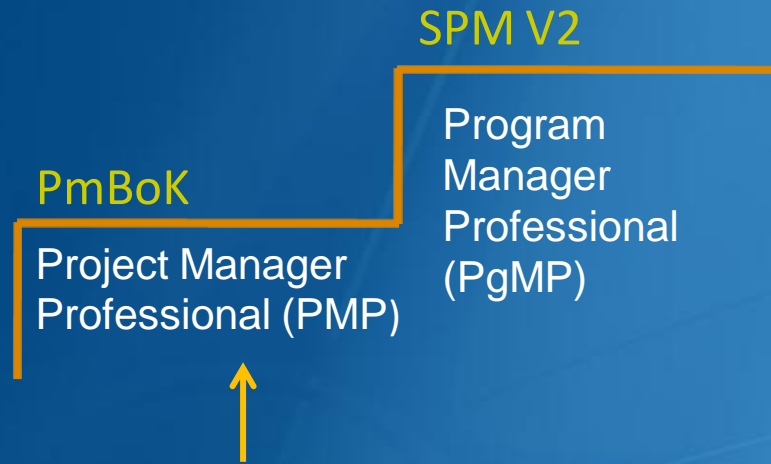 SPM V2
Program
Manager
Professional
(PgMP)
PmBoK
Project Manager
Professional (PMP)